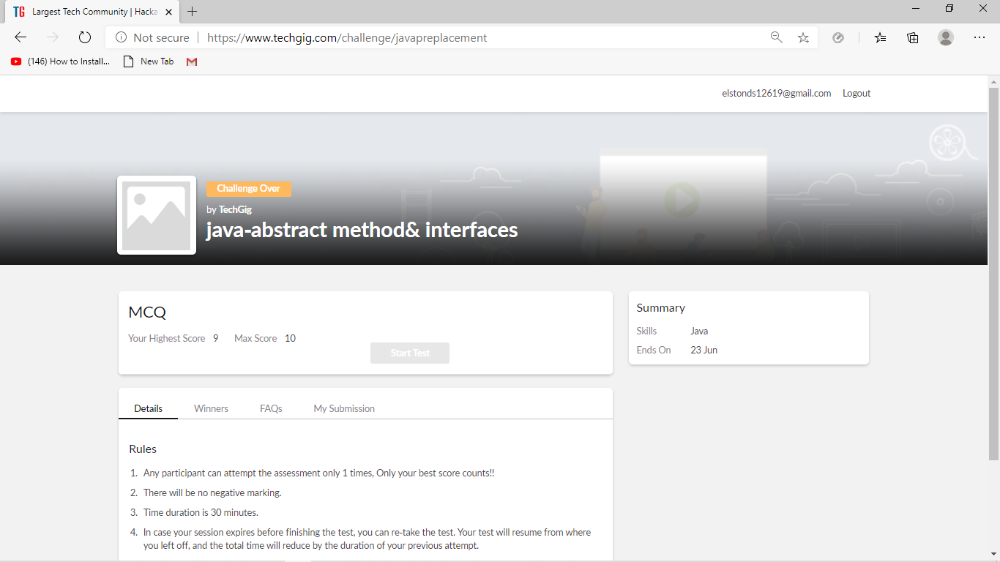 TG Largest Tech Community | Hacka
Not secure https://www.techgig.com/challenge/javapreplacement
(146) How to Install... New Tab
elstonds12619@gmail.com Logout
Challenge Over
by TechGig
java-abstract method& interfaces
MCQ
Your Highest Score 9 Max Score 10
Start Test
Summary
Skills Java
Ends On 23 Jun
Details Winners FAQs My Submission
Rules
1. Any participant can attempt the assessment only 1 times, Only your best score counts!!
2. There will be no negative marking.
3. Time duration is 30 minutes.
4. In case your session expires before finishing the test, you can re-take the test. Your test will resume from where
you left off, and the total time will reduce by the duration of your previous attempt.